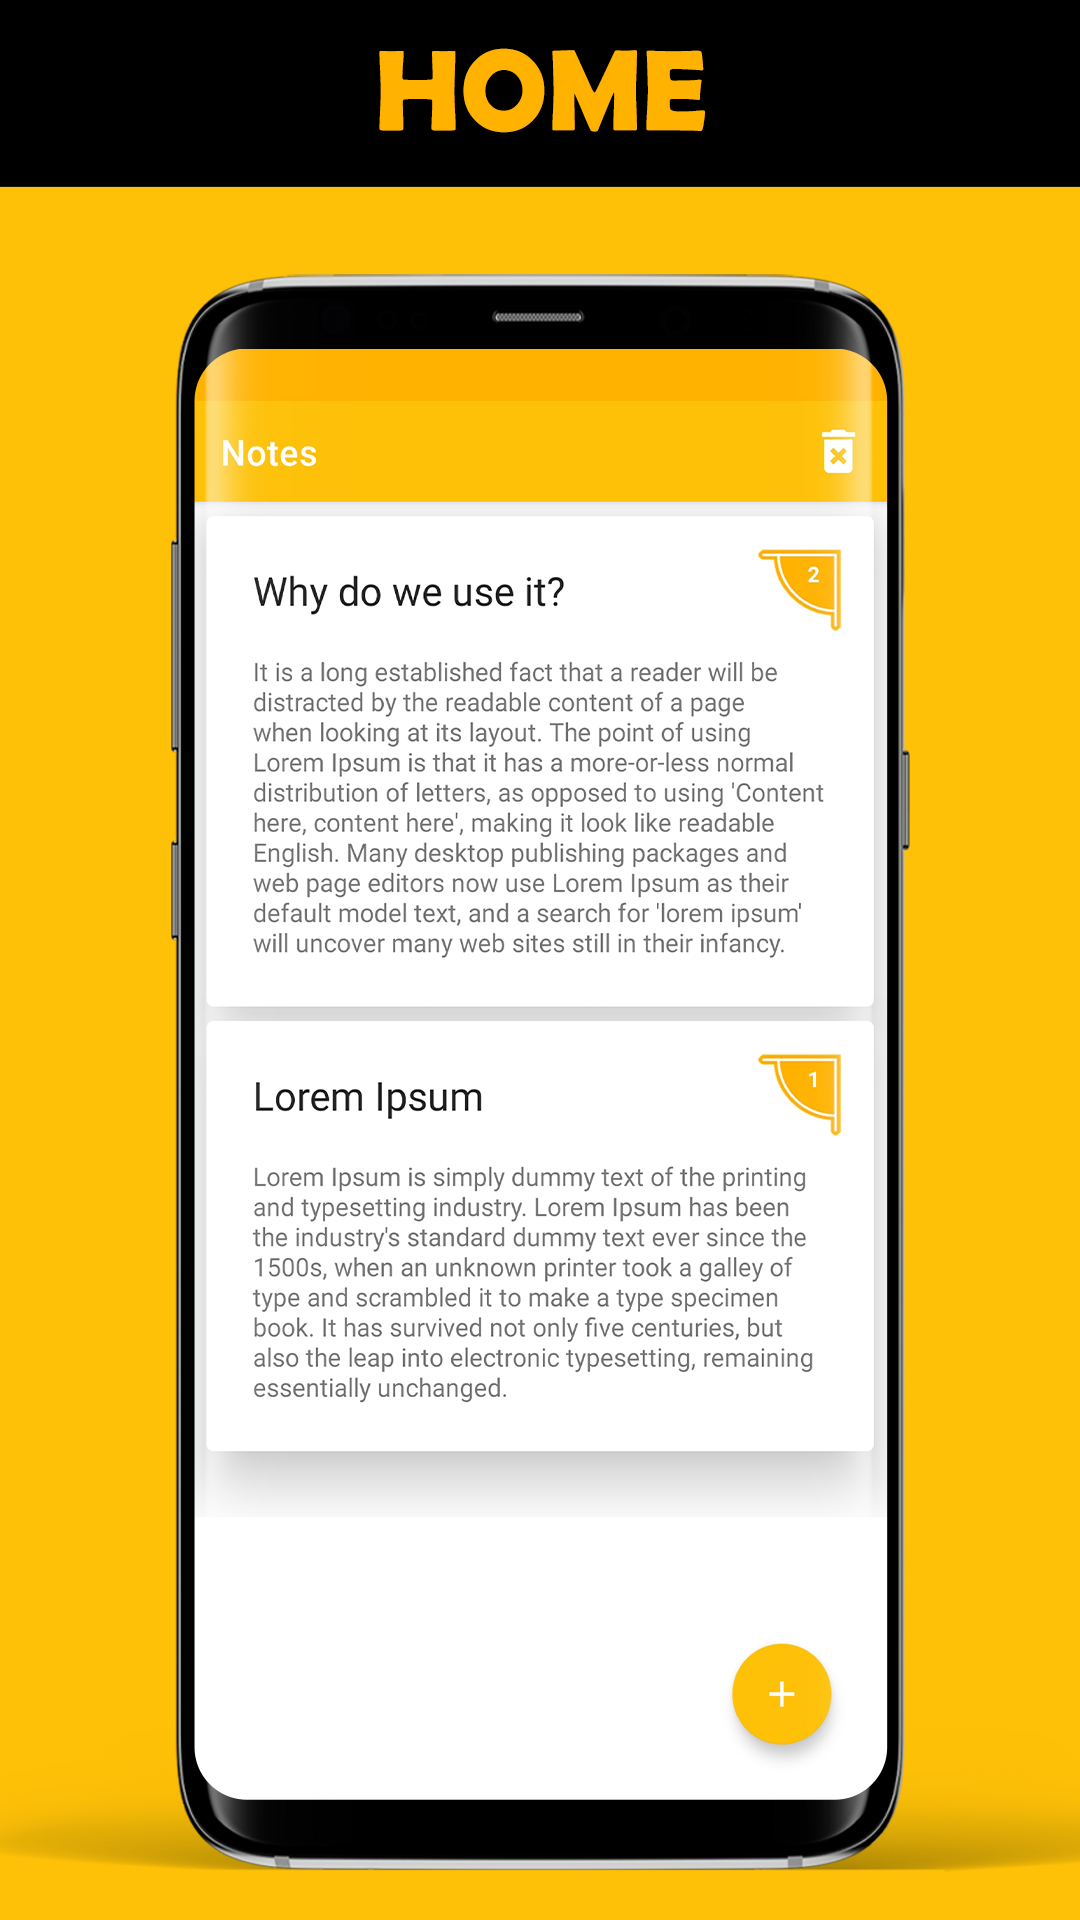 HOME
Notes
Why do we use it?
2
It is a long established fact that a reader will be
distracted by the readable content of a page
when looking at its layout. The point of using
Lorem Ipsum is that it has a more-or-less normal
distribution of letters, as opposed to using 'Content
here, content here', making it look like readable
English. Many desktop publishing packages and
web page editors now use Lorem Ipsum as their
default model text, and a search for 'lorem ipsum'
will uncover many web sites still in their infancy.
Lorem Ipsum
1
Lorem Ipsum is simply dummy text of the printing
and typesetting industry. Lorem Ipsum has been
the industry's standard dummy text ever since the
1500s, when an unknown printer took a galley of
type and scrambled it to make a type specimen
book. It has survived not only five centuries, but
also the leap into electronic typesetting, remaining
essentially unchanged.